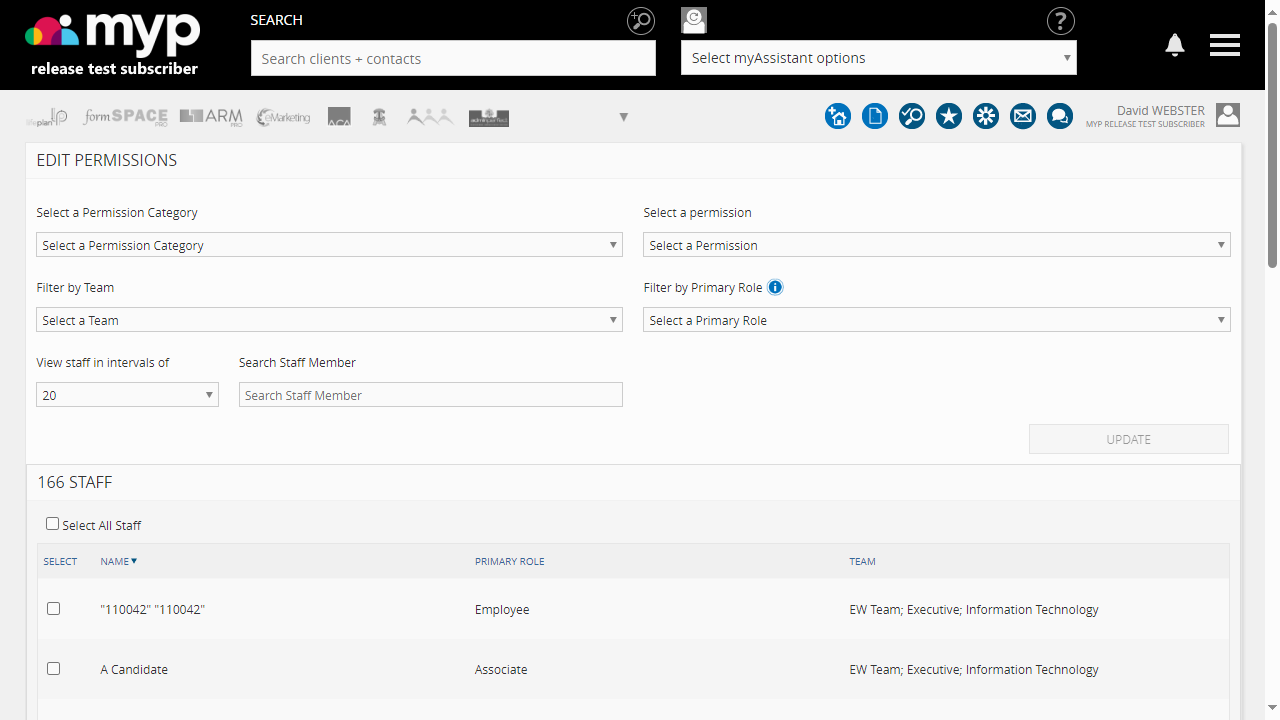 myp
release test subscriber
SEARCH
Search clients + contacts
Select myAssistant options
?
lifeplan
formSPACE PRO
ARM PRO
eMarketing
ACA
David WEBSTER
MYP RELEASE TEST SUBSCRIBER
EDIT PERMISSIONS
Select a Permission Category
Select a permission
Select a Permission Category
Select a Permission
Filter by Team
Filter by Primary Role
Select a Team
Select a Primary Role
View staff in intervals of
Search Staff Member
20
Search Staff Member
UPDATE
166 STAFF
Select All Staff
SELECT NAME PRIMARY ROLE TEAM
"110042" "110042" Employee EW Team; Executive; Information Technology
A Candidate Associate EW Team; Executive; Information Technology